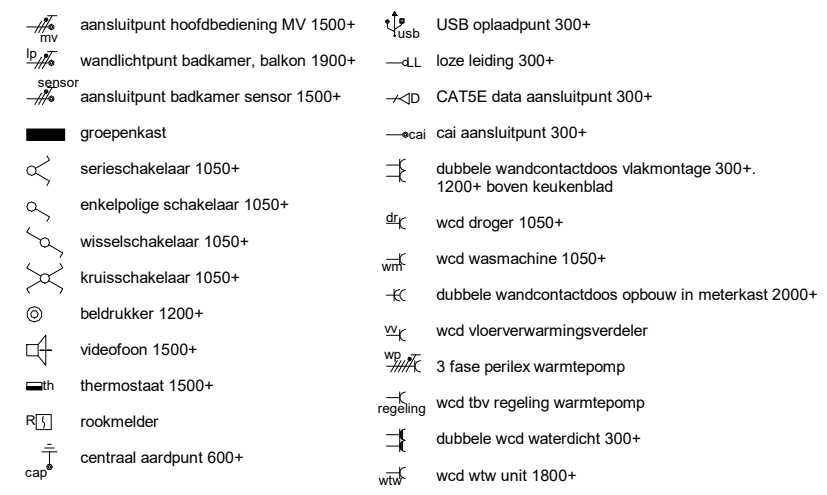 mv aansluitpunt hoofdbediening MV 1500+
lp wandlichtpunt badkamer, balkon 1900+
sensor aansluitpunt badkamer sensor 1500+
groepenkast
serieschakelaar 1050+
enkelpolige schakelaar 1050+
wisselschakelaar 1050+
kruisschakelaar 1050+
beldrukker 1200+
videofoon 1500+
th thermostaat 1500+
R rookmelder
cap centraal aardpunt 600+
usb USB oplaadpunt 300+
LL loze leiding 300+
D CAT5E data aansluitpunt 300+
cai cai aansluitpunt 300+
dubbele wandcontactdoos vlakmontage 300+.
1200+ boven keukenblad
dr wcd droger 1050+
wm wcd wasmachine 1050+
dubbele wandcontactdoos opbouw in meterkast 2000+
vv wcd vloerverwarmingsverdeler
wp 3 fase perilex warmtepomp
regeling wcd tbv regeling warmtepomp
dubbele wcd waterdicht 300+
wtw wcd wtw unit 1800+